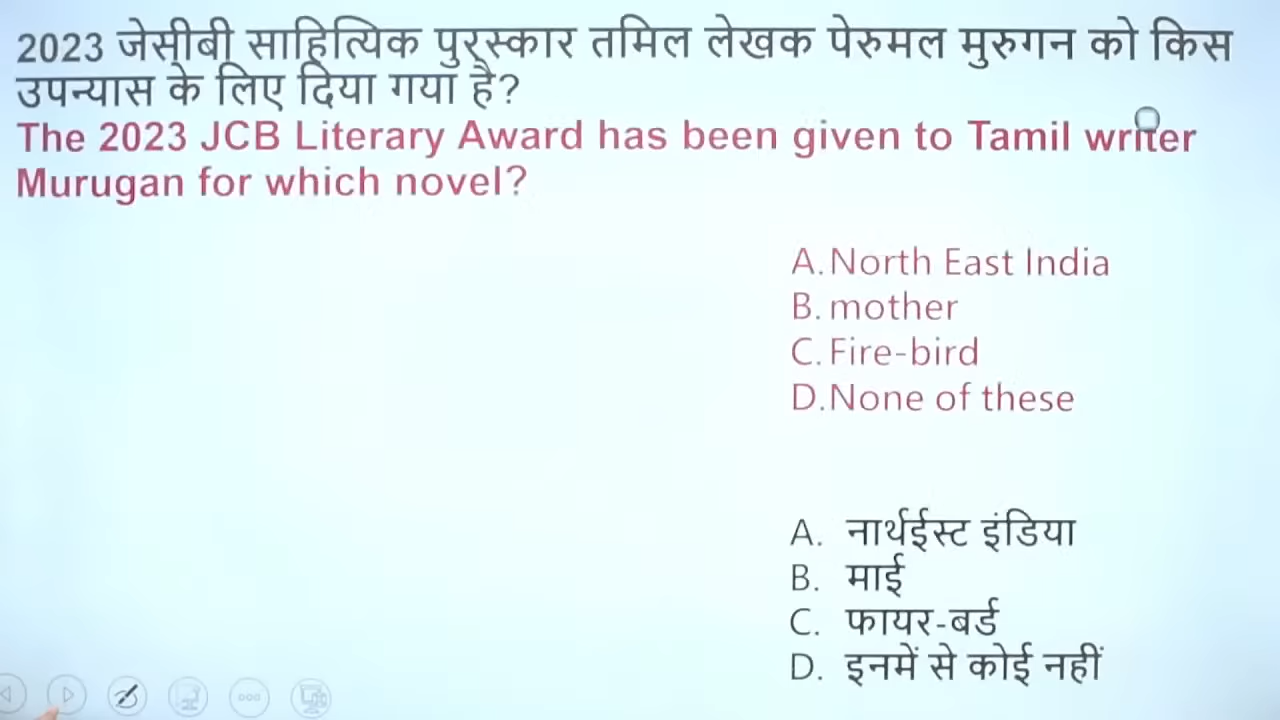 2023 जेसीबी साहित्यिक पुरस्कार तमिल लेखक पेरुमल मुरुगन को किस
उपन्यास के लिए दिया गया है?
The 2023 JCB Literary Award has been given to Tamil writer
Murugan for which novel?
A. North East India
B. mother
C. Fire-bird
D. None of these
A. नार्थईस्ट इंडिया
B. माई
C. फायर-बर्ड
D. इनमें से कोई नहीं